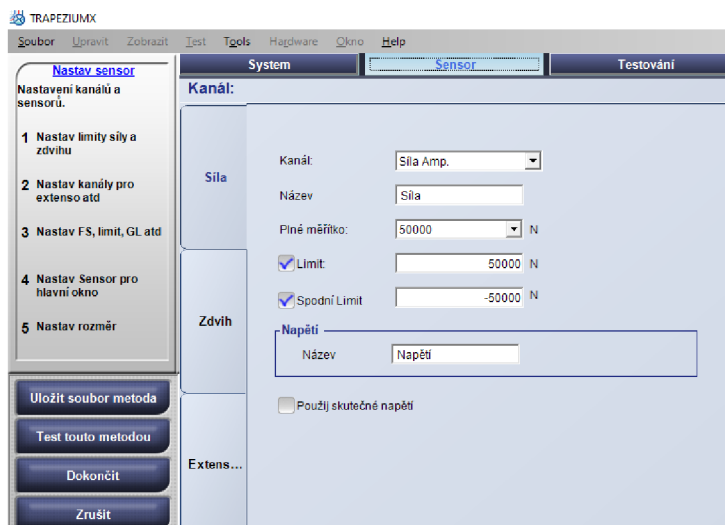 TRAPEZIUMX
Soubor Upravit Zobrazit Test Tools Hardware Okno Help
Nastav sensor
Nastavení kanálů a
sensorů.
1 Nastav limity síly a
zdvihu
2 Nastav kanály pro
extenso atd
3 Nastav FS, limit, GL atd
4 Nastav Sensor pro
hlavní okno
5 Nastav rozměr
Uložit soubor metoda
Test touto metodou
Dokončit
Zrušit
System Sensor Testování
Kanál:
Síla
Zdvih
Extens...
Kanál: Síla Amp.
Název Síla
Plné měřítko: 50000 N
Limit: 50000 N
Spodní Limit -50000 N
Napětí
Název Napětí
Použij skutečné napětí